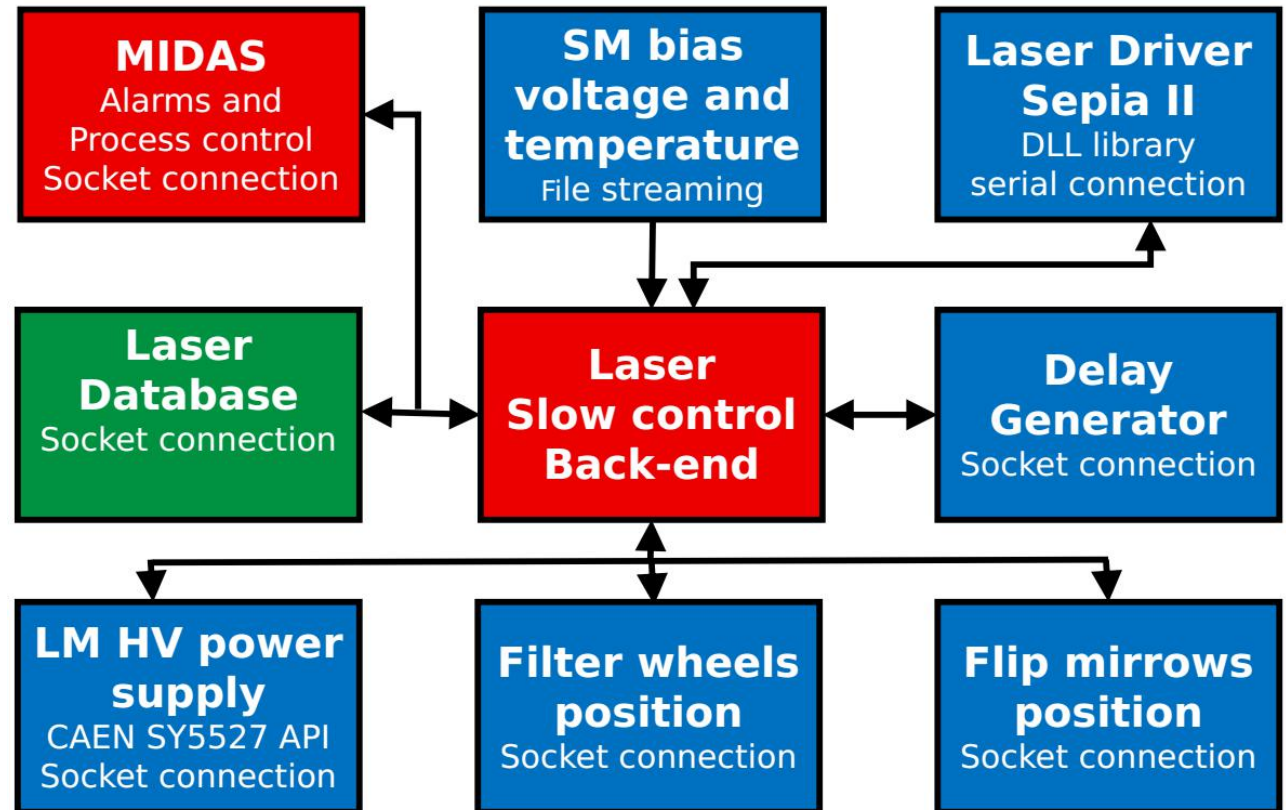 MIDAS
Alarms and
Process control
Socket connection
SM bias
voltage and
temperature
File streaming
Laser Driver
Sepia II
DLL library
serial connection
Laser
Database
Socket connection
Laser
Slow control
Back-end
Delay
Generator
Socket connection
LM HV power
supply
CAEN SY5527 API
Socket connection
Filter wheels
position
Socket connection
Flip mirrows
position
Socket connection